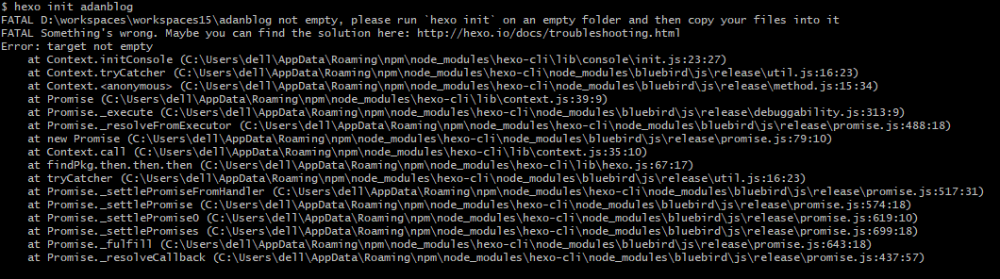 $ hexo init adanblog
FATAL D:\workspaces\workspaces15\adanblog not empty, please run `hexo init` on an empty folder and then copy your files into it
FATAL Something's wrong. Maybe you can find the solution here: http://hexo.io/docs/troubleshooting.html
Error: target not empty
    at Context.initConsole (C:\Users\dell\AppData\Roaming\npm\node_modules\hexo-cli\lib\console\init.js:23:27)
    at Context.tryCatcher (C:\Users\dell\AppData\Roaming\npm\node_modules\hexo-cli\node_modules\bluebird\js\release\util.js:16:23)
    at Context.<anonymous> (C:\Users\dell\AppData\Roaming\npm\node_modules\hexo-cli\node_modules\bluebird\js\release\method.js:15:34)
    at Promise (C:\Users\dell\AppData\Roaming\npm\node_modules\hexo-cli\lib\context.js:39:9)
    at Promise._execute (C:\Users\dell\AppData\Roaming\npm\node_modules\hexo-cli\node_modules\bluebird\js\release\debuggability.js:313:9)
    at Promise._resolveFromExecutor (C:\Users\dell\AppData\Roaming\npm\node_modules\hexo-cli\node_modules\bluebird\js\release\promise.js:488:18)
    at new Promise (C:\Users\dell\AppData\Roaming\npm\node_modules\hexo-cli\node_modules\bluebird\js\release\promise.js:79:10)
    at Context.call (C:\Users\dell\AppData\Roaming\npm\node_modules\hexo-cli\lib\context.js:35:10)
    at findPkg.then.then.then (C:\Users\dell\AppData\Roaming\npm\node_modules\hexo-cli\lib\hexo.js:67:17)
    at tryCatcher (C:\Users\dell\AppData\Roaming\npm\node_modules\hexo-cli\node_modules\bluebird\js\release\util.js:16:23)
    at Promise._settlePromiseFromHandler (C:\Users\dell\AppData\Roaming\npm\node_modules\hexo-cli\node_modules\bluebird\js\release\promise.js:517:31)
    at Promise._settlePromise (C:\Users\dell\AppData\Roaming\npm\node_modules\hexo-cli\node_modules\bluebird\js\release\promise.js:574:18)
    at Promise._settlePromise0 (C:\Users\dell\AppData\Roaming\npm\node_modules\hexo-cli\node_modules\bluebird\js\release\promise.js:619:10)
    at Promise._settlePromises (C:\Users\dell\AppData\Roaming\npm\node_modules\hexo-cli\node_modules\bluebird\js\release\promise.js:699:18)
    at Promise._fulfill (C:\Users\dell\AppData\Roaming\npm\node_modules\hexo-cli\node_modules\bluebird\js\release\promise.js:643:18)
    at Promise._resolveCallback (C:\Users\dell\AppData\Roaming\npm\node_modules\hexo-cli\node_modules\bluebird\js\release\promise.js:437:57)